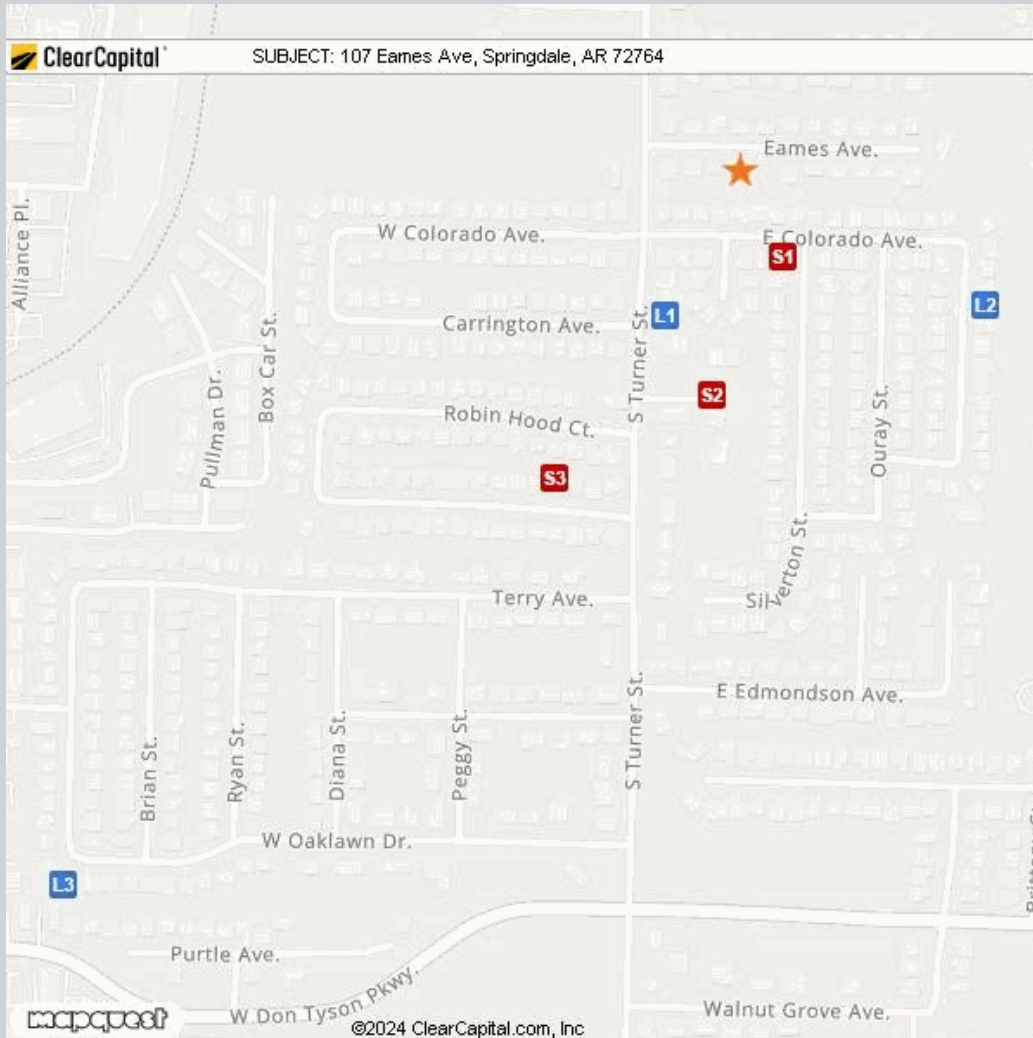 ClearCapital
SUBJECT: 107 Eames Ave, Springdale, AR 72764
Eames Ave.
Alliance Pl.
W Colorado Ave.
E Colorado Ave.
S1
L2
L1
Carrington Ave.
S Turner St.
Box Car St.
Pullman Dr.
S2
Robin Hood Ct.
Ouray St.
S3
Silverton St.
Terry Ave.
Sil
E Edmondson Ave.
S Turner St.
Brian St.
Ryan St.
Diana St.
Peggy St.
W Oaklawn Dr.
L3
Purtle Ave.
W Don Tyson Pkwy.
Walnut Grove Ave.
mapquest
©2024 ClearCapital.com, Inc